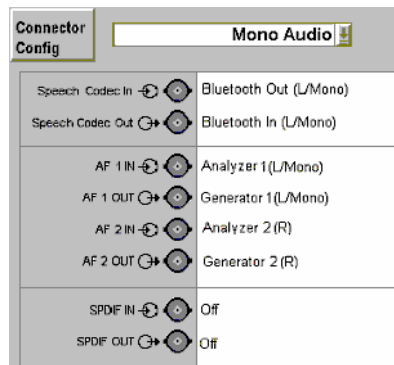 Connector
Config
Mono Audio
Speech Codec In Bluetooth Out (L/Mono)
Speech Codec Out Bluetooth In (L/Mono)
AF 1 IN Analyzer 1 (L/Mono)
AF 1 OUT Generator 1 (L/Mono)
AF 2 IN Analyzer 2 (R)
AF 2 OUT Generator 2 (R)
SPDIF IN Off
SPDIF OUT Off